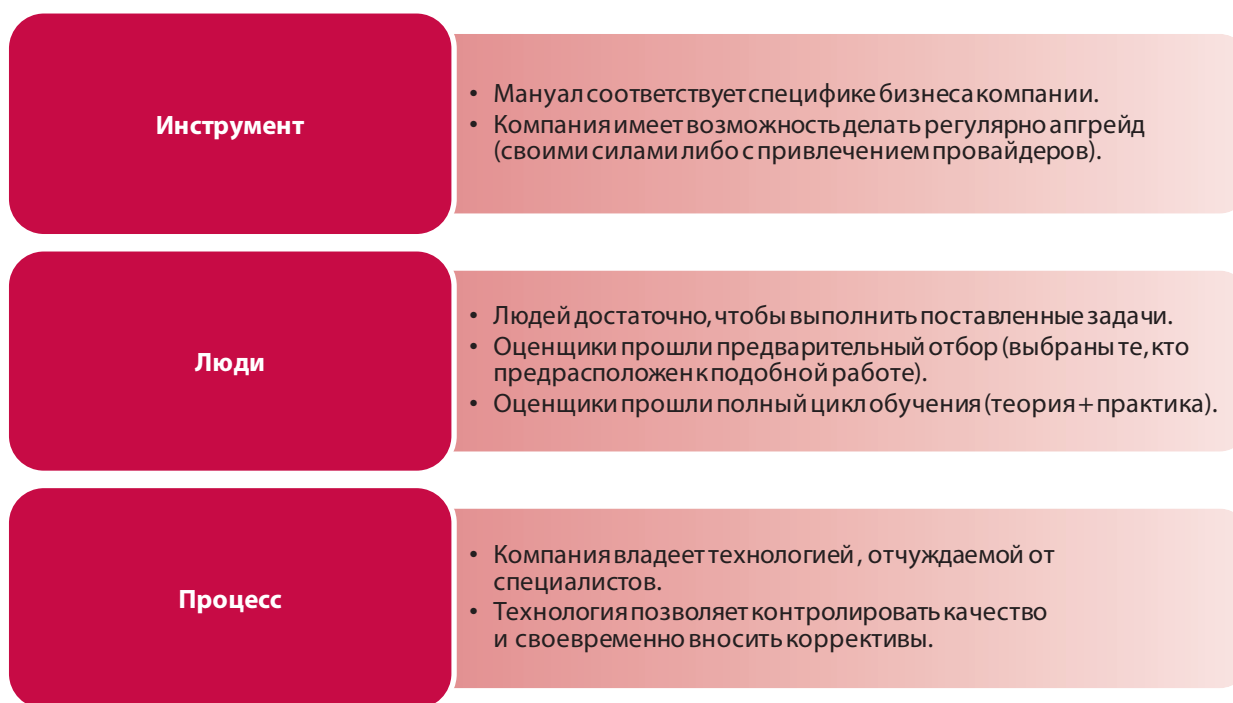 Инструмент
• Мануал соответствует специфике бизнеса компании.
• Компания имеет возможность делать регулярно апгрейд
(своими силами либо с привлечением провайдеров).
Люди
• Людей достаточно, чтобы выполнить поставленные задачи.
• Оценщики прошли предварительный отбор (выбраны те, кто
предрасположен к подобной работе).
• Оценщики прошли полный цикл обучения (теория + практика).
Процесс
• Компания владеет технологией , отчуждаемой от
специалистов.
• Технология позволяет контролировать качество
и своевременно вносить коррективы.